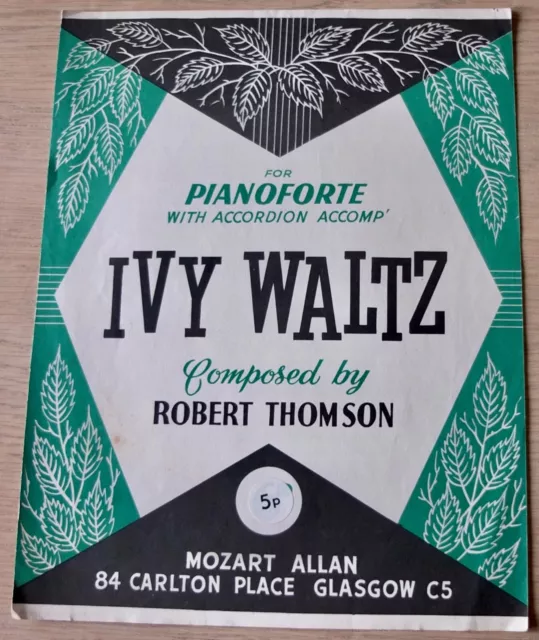 FOR
PIANOFORTE
WITH ACCORDION ACCOMP'
IVY WALTZ
Composed by
ROBERT THOMSON
5P
MOZART ALLAN
84 CARLTON PLACE GLASGOW C5